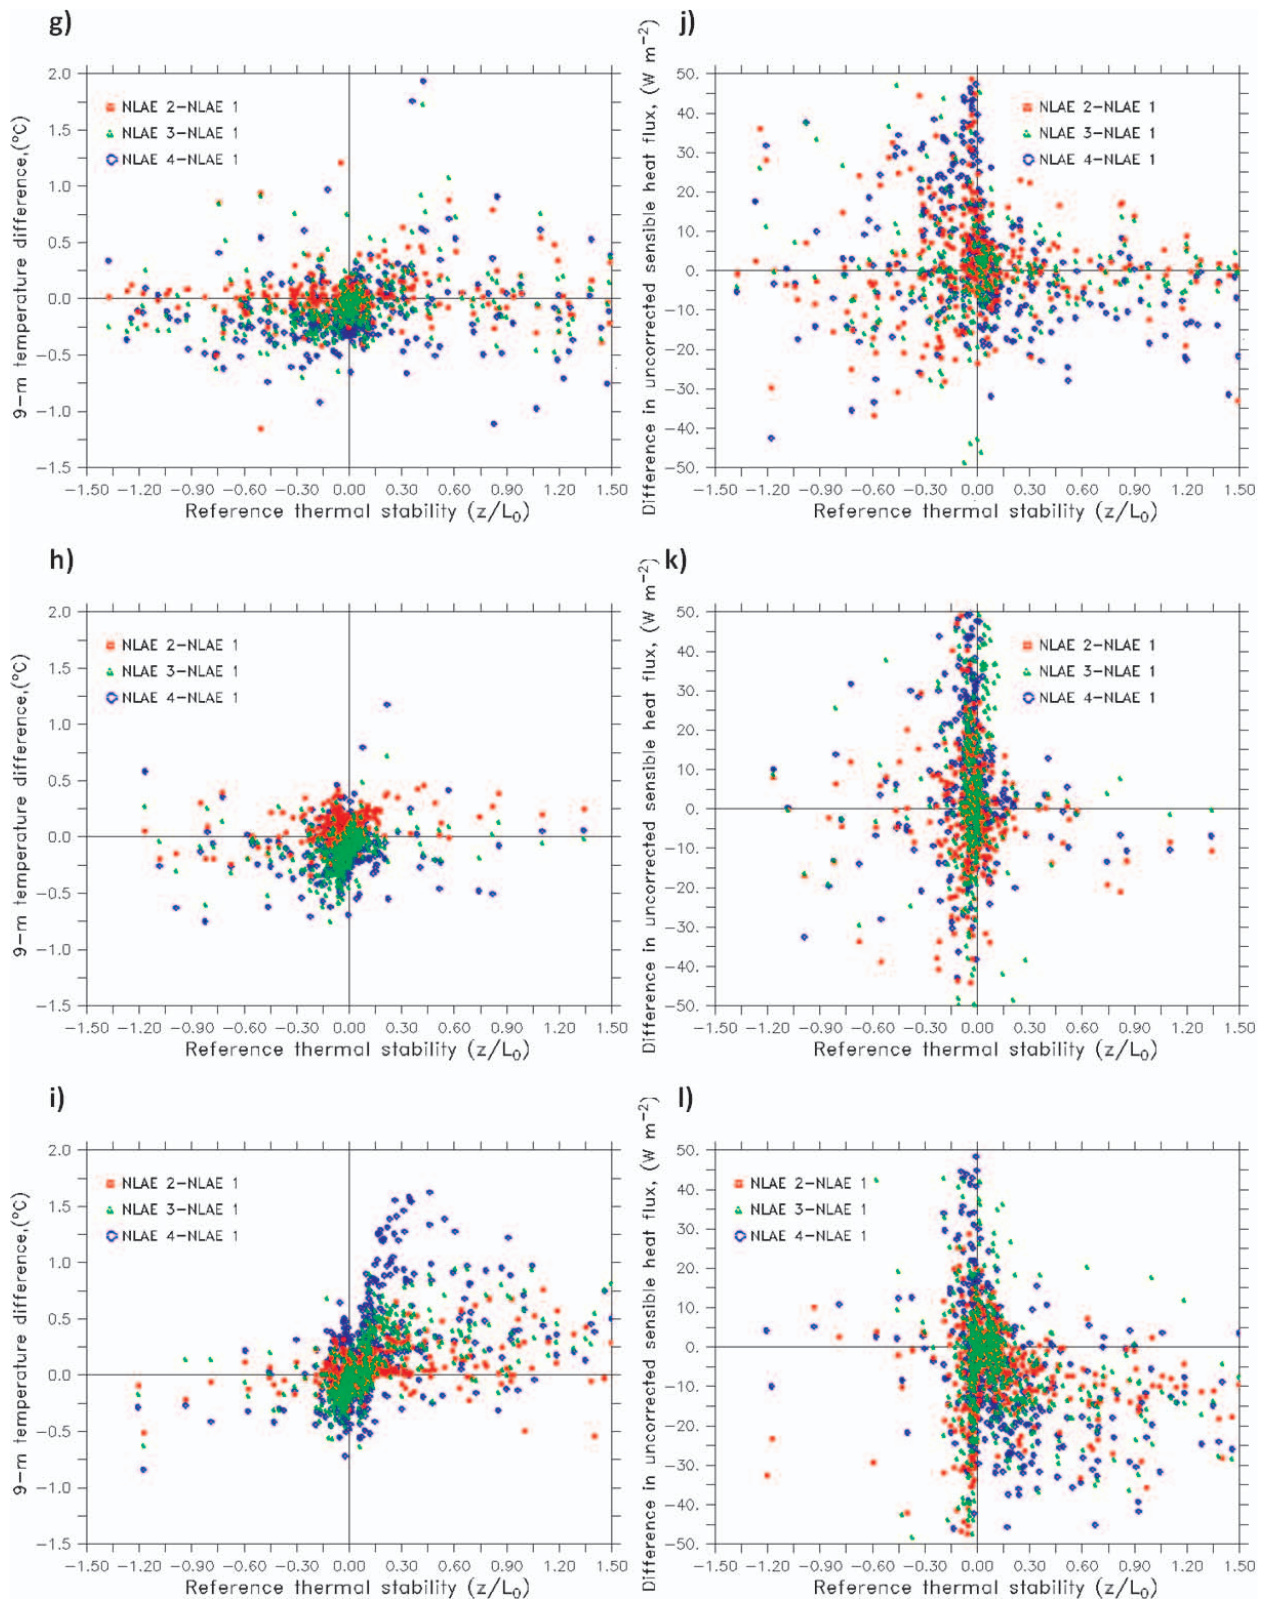 g)
9-m temperature difference,(°C)
2.0
1.5
1.0
0.5
0.0
-0.5
-1.0
-1.5
NLAE 2-NLAE 1
NLAE 3-NLAE 1
NLAE 4-NLAE 1
-1.50 -1.20 -0.90 -0.60 -0.30 0.00 0.30 0.60 0.90 1.20 1.50
Reference thermal stability (z/L₀)
j)
Difference in uncorrected sensible heat flux, (W m⁻²)
50.
40.
30.
20.
10.
0.
-10.
-20.
-30.
-40.
-50.
NLAE 2-NLAE 1
NLAE 3-NLAE 1
NLAE 4-NLAE 1
-1.50 -1.20 -0.90 -0.60 -0.30 0.00 0.30 0.60 0.90 1.20 1.50
Reference thermal stability (z/L₀)
h)
9-m temperature difference,(°C)
2.0
1.5
1.0
0.5
0.0
-0.5
-1.0
-1.5
NLAE 2-NLAE 1
NLAE 3-NLAE 1
NLAE 4-NLAE 1
-1.50 -1.20 -0.90 -0.60 -0.30 0.00 0.30 0.60 0.90 1.20 1.50
Reference thermal stability (z/L₀)
k)
Difference in uncorrected sensible heat flux, (W m⁻²)
50.
40.
30.
20.
10.
0.
-10.
-20.
-30.
-40.
-50.
NLAE 2-NLAE 1
NLAE 3-NLAE 1
NLAE 4-NLAE 1
-1.50 -1.20 -0.90 -0.60 -0.30 0.00 0.30 0.60 0.90 1.20 1.50
Reference thermal stability (z/L₀)
i)
9-m temperature difference,(°C)
2.0
1.5
1.0
0.5
0.0
-0.5
-1.0
-1.5
NLAE 2-NLAE 1
NLAE 3-NLAE 1
NLAE 4-NLAE 1
-1.50 -1.20 -0.90 -0.60 -0.30 0.00 0.30 0.60 0.90 1.20 1.50
Reference thermal stability (z/L₀)
l)
Difference in uncorrected sensible heat flux, (W m⁻²)
50.
40.
30.
20.
10.
0.
-10.
-20.
-30.
-40.
-50.
NLAE 2-NLAE 1
NLAE 3-NLAE 1
NLAE 4-NLAE 1
-1.50 -1.20 -0.90 -0.60 -0.30 0.00 0.30 0.60 0.90 1.20 1.50
Reference thermal stability (z/L₀)